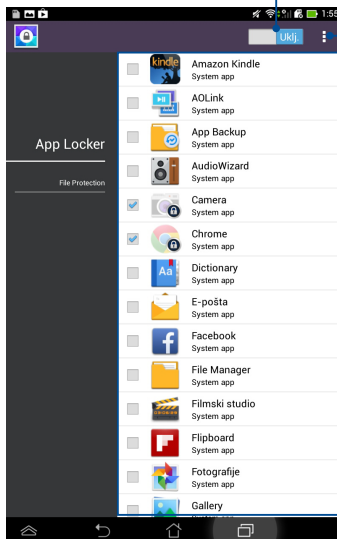 1:55
Uklj.
App Locker
File Protection
kindle
Amazon Kindle
System app
AOLink
System app
App Backup
System app
AudioWizard
System app
Camera
System app
Chrome
System app
Aa
Dictionary
System app
E-pošta
System app
Facebook
System app
File Manager
System app
Filmski studio
System app
Flipboard
System app
Fotografije
System app
Gallery